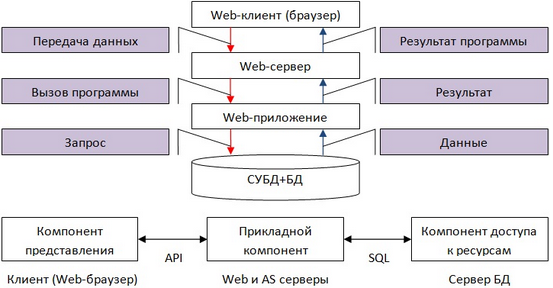 Web-клиент (браузер)
Передача данных
Результат программы
Web-сервер
Вызов программы
Результат
Web-приложение
Запрос
Данные
СУБД+БД
Компонент
представления
Прикладной
компонент
Компонент доступа
к ресурсам
API
SQL
Клиент (Web-браузер)
Web и AS серверы
Сервер БД